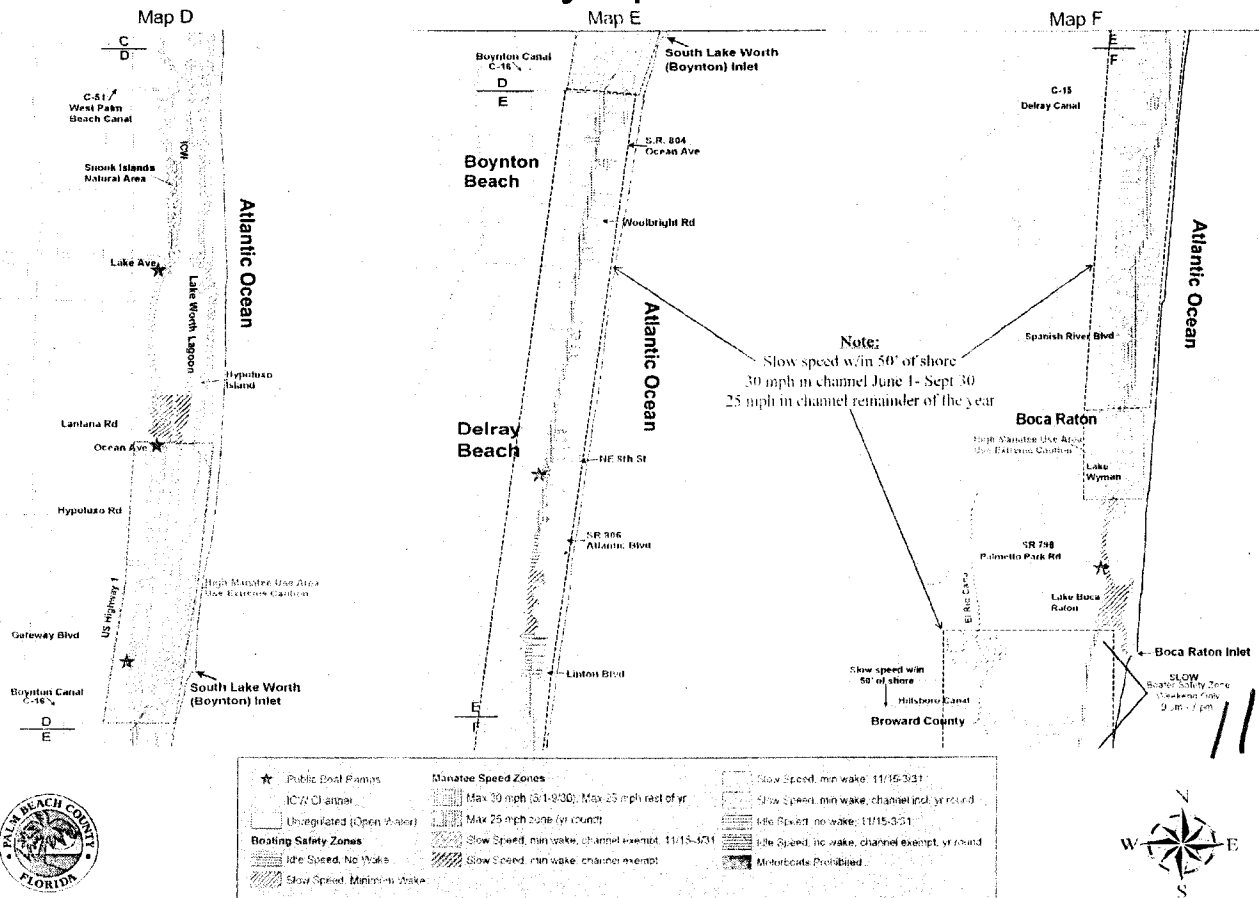 Map D
C
D
C-51
West Palm
Beach Canal
ICW
Snook Islands
Natural Area
Atlantic Ocean
Lake Ave
Lake Worth Lagoon
Hypoluxo
Island
Lantana Rd
Ocean Ave
Hypoluxo Rd
High Manatee Use Area
Use Extreme Caution
US Highway 1
Gateway Blvd
South Lake Worth
(Boynton) Inlet
Boynton Canal
C-16
D
E
Map E
Boynton Canal
C-16
D
E
South Lake Worth
(Boynton) Inlet
S.R. 804
Ocean Ave
Boynton
Beach
Woolbright Rd
Atlantic Ocean
Delray
Beach
NE 8th St
SR 806
Atlantic Blvd
Linton Blvd
E
F
Note:
Slow speed w/in 50' of shore
30 mph in channel June 1- Sept 30
25 mph in channel remainder of the year
Map F
E
F
C-15
Delray Canal
Atlantic Ocean
Spanish River Blvd
Boca Raton
High Manatee Use Area
Use Extreme Caution
Lake
Wyman
SR 798
Palmetto Park Rd
El Rio Canal
Lake Boca
Raton
Boca Raton Inlet
Slow speed w/in
50' of shore
Hillsboro Canal
Broward County
SLOW
Boater Safety Zone
Weekend Only
11
Public Boat Ramps
ICW Channel
Unregulated (Open Water)
Boating Safety Zones
Idle Speed, No Wake
Slow Speed, Minimum Wake
Manatee Speed Zones
Max 30 mph (6/1-9/30); Max 25 mph rest of yr
Max 25 mph zone (yr round)
Slow Speed, min wake, channel exempt, 11/15-3/31
Slow Speed, min wake, channel exempt
Slow Speed, min wake, 11/15-3/31
Slow Speed, min wake, channel incl, yr round
Idle Speed, no wake, 11/15-3/31
Idle Speed, no wake, channel exempt, yr round
Motorboats Prohibited
PALM BEACH COUNTY
FLORIDA
N
W
E
S